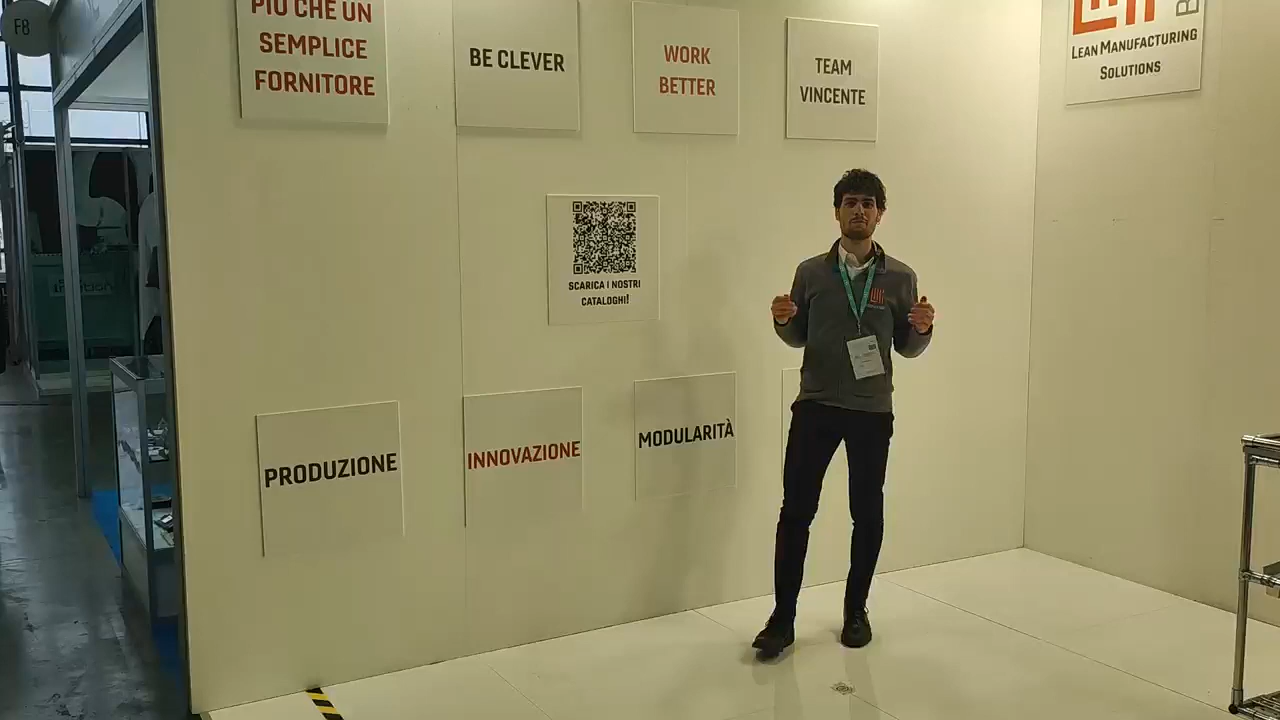 F8
PIÙ CHE UN
SEMPLICE
FORNITORE
BE CLEVER
WORK
BETTER
TEAM
VINCENTE
LEAN MANUFACTURING
SOLUTIONS
SCARICA I NOSTRI
CATALOGHI!
PRODUZIONE
INNOVAZIONE
MODULARITÀ